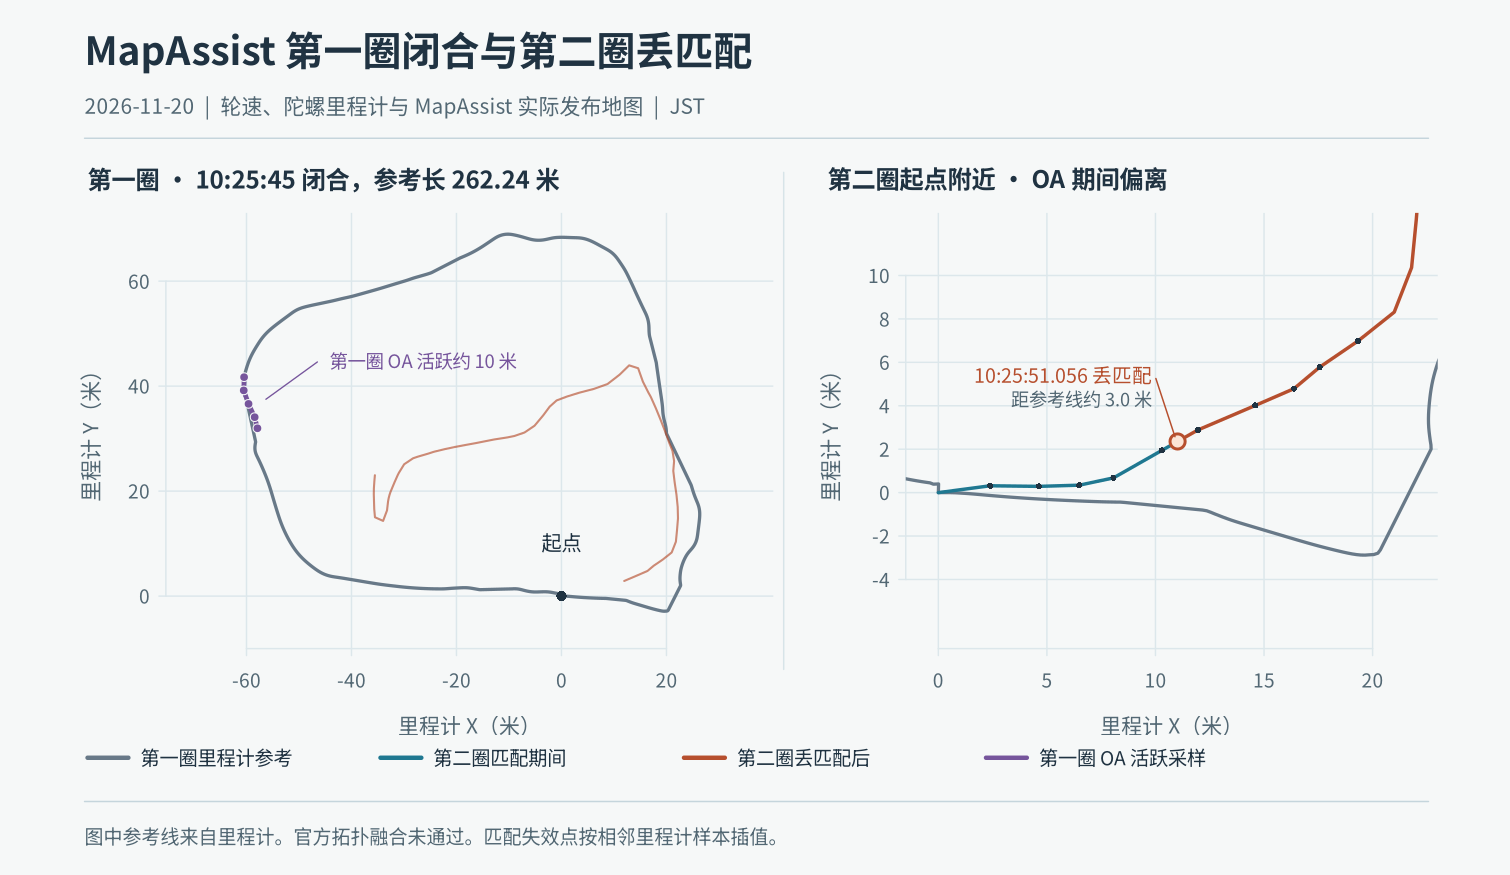 MapAssist 第一圈闭合与第二圈丢匹配
2026-11-20 | 轮速、陀螺里程计与 MapAssist 实际发布地图 | JST
第一圈 · 10:25:45 闭合，参考长 262.24 米
60
40
20
0
-60
-40
-20
0
20
里程计 Y（米）
里程计 X（米）
第一圈 OA 活跃约 10 米
起点
第二圈起点附近 · OA 期间偏离
10
8
6
4
2
0
-2
-4
0
5
10
15
20
里程计 Y（米）
里程计 X（米）
10:25:51.056 丢匹配
距参考线约 3.0 米
第一圈里程计参考
第二圈匹配期间
第二圈丢匹配后
第一圈 OA 活跃采样
图中参考线来自里程计。官方拓扑融合未通过。匹配失效点按相邻里程计样本插值。